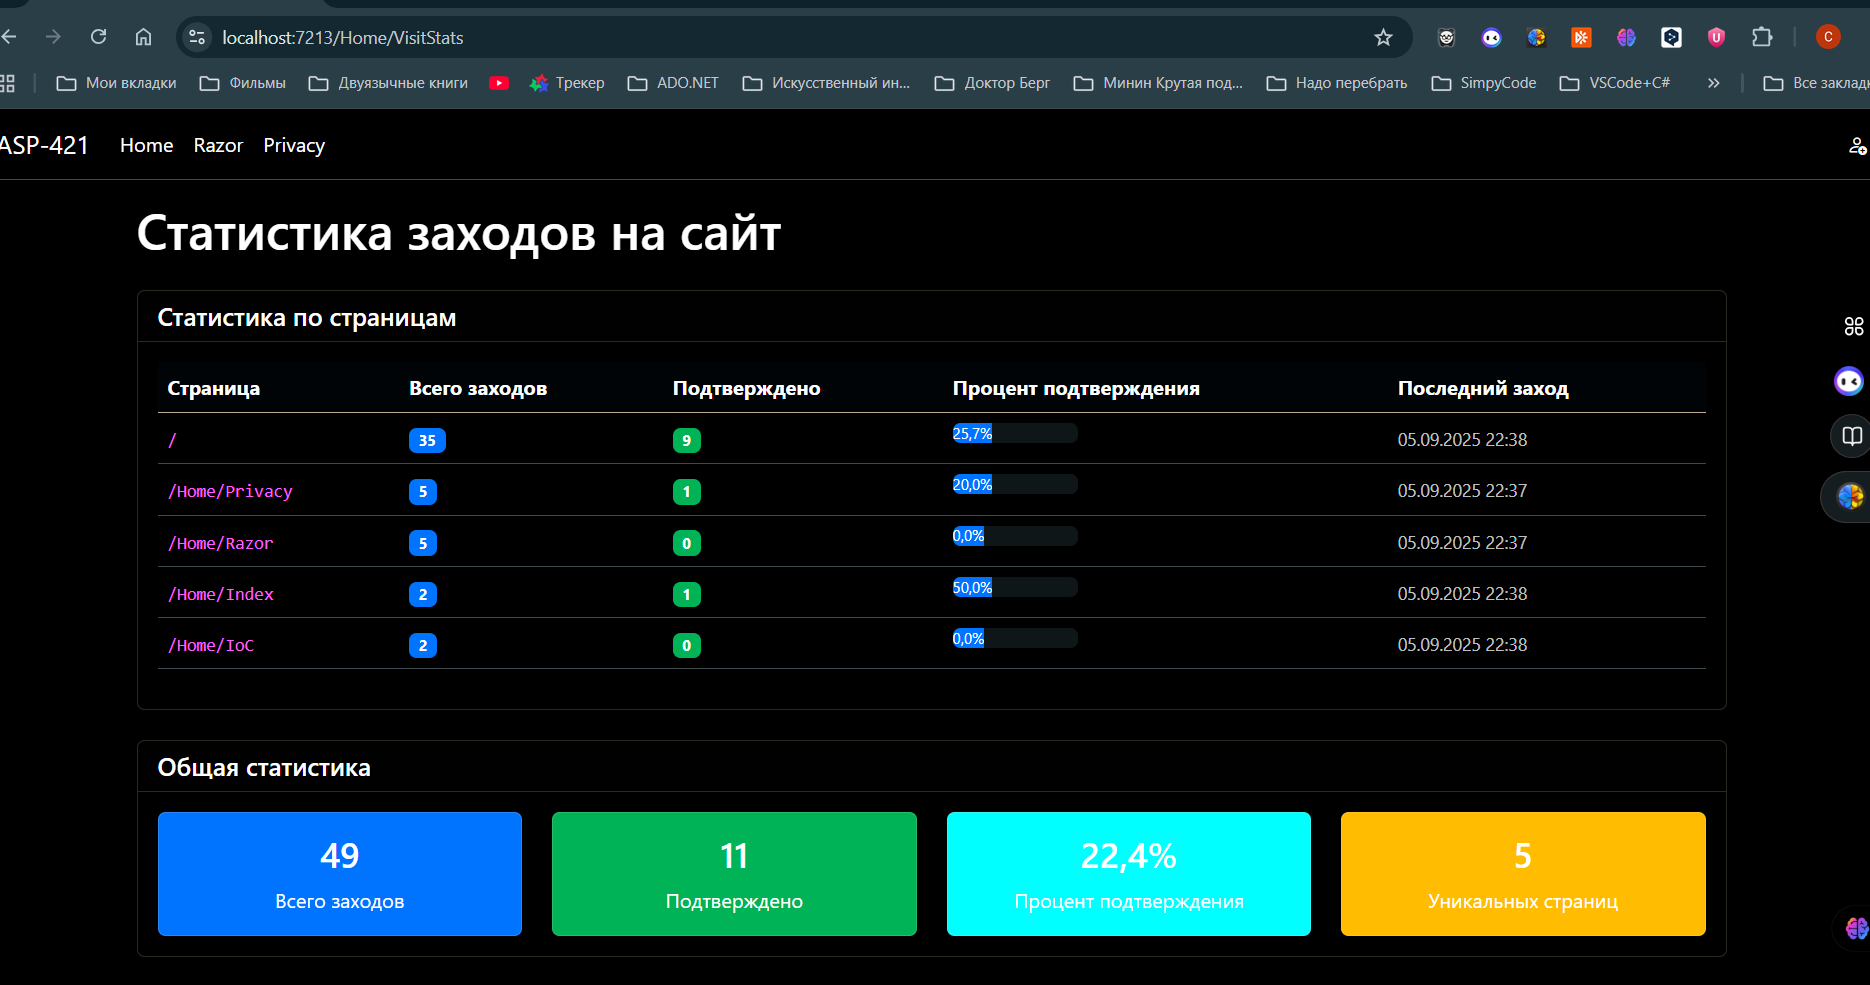 localhost:7213/Home/VisitStats
Мои вкладки Фильмы Двуязычные книги Трекер ADO.NET Искусственный ин... Доктор Берг Минин Крутая под... Надо перебрать SimpyCode VSCode+C# » Все заклад
ASP-421 Home Razor Privacy
Статистика заходов на сайт
Статистика по страницам
Страница Всего заходов Подтверждено Процент подтверждения Последний заход
/ 35 9 25,7% 05.09.2025 22:38
/Home/Privacy 5 1 20,0% 05.09.2025 22:37
/Home/Razor 5 0 0,0% 05.09.2025 22:37
/Home/Index 2 1 50,0% 05.09.2025 22:38
/Home/IoC 2 0 0,0% 05.09.2025 22:38
Общая статистика
49 11 22,4% 5
Всего заходов Подтверждено Процент подтверждения Уникальных страниц